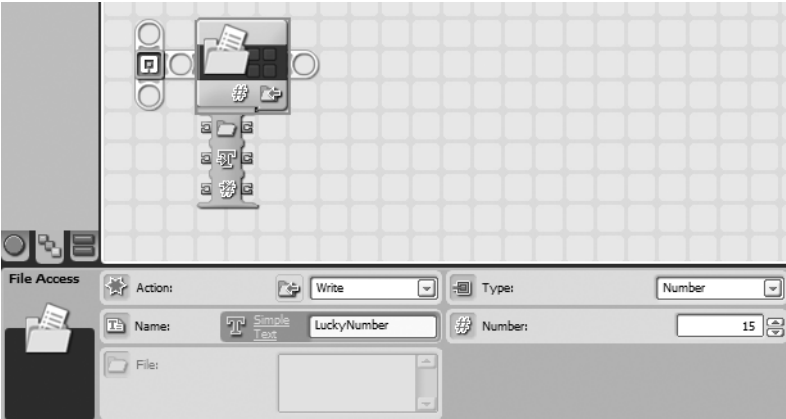 File Access
Action:
Write
Type:
Number
Name:
Simple
Text
LuckyNumber
Number:
15
File: